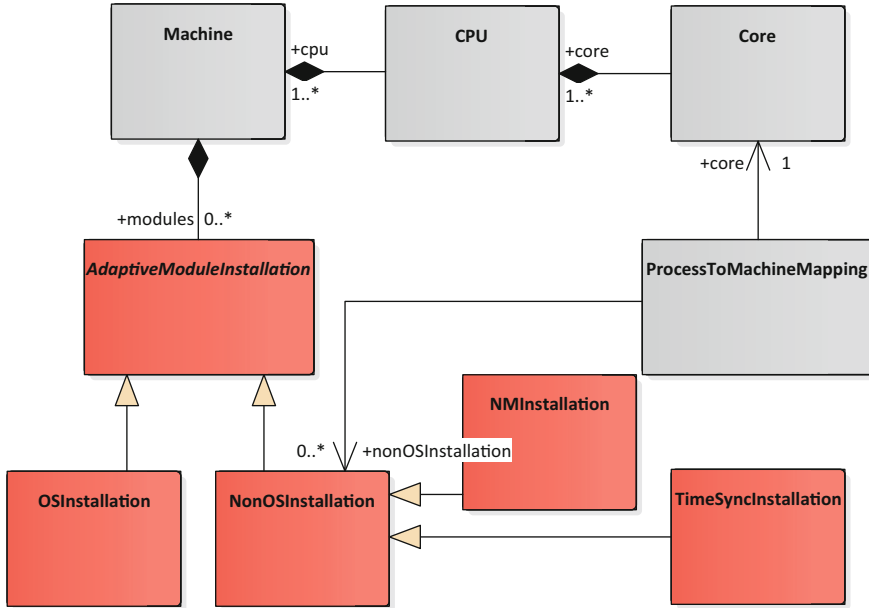 Machine
+cpu
1..*
CPU
+core
1..*
Core
+core 1
+modules 0..*
AdaptiveModuleInstallation
ProcessToMachineMapping
NMInstallation
0..* +nonOSInstallation
OSInstallation
NonOSInstallation
TimeSyncInstallation